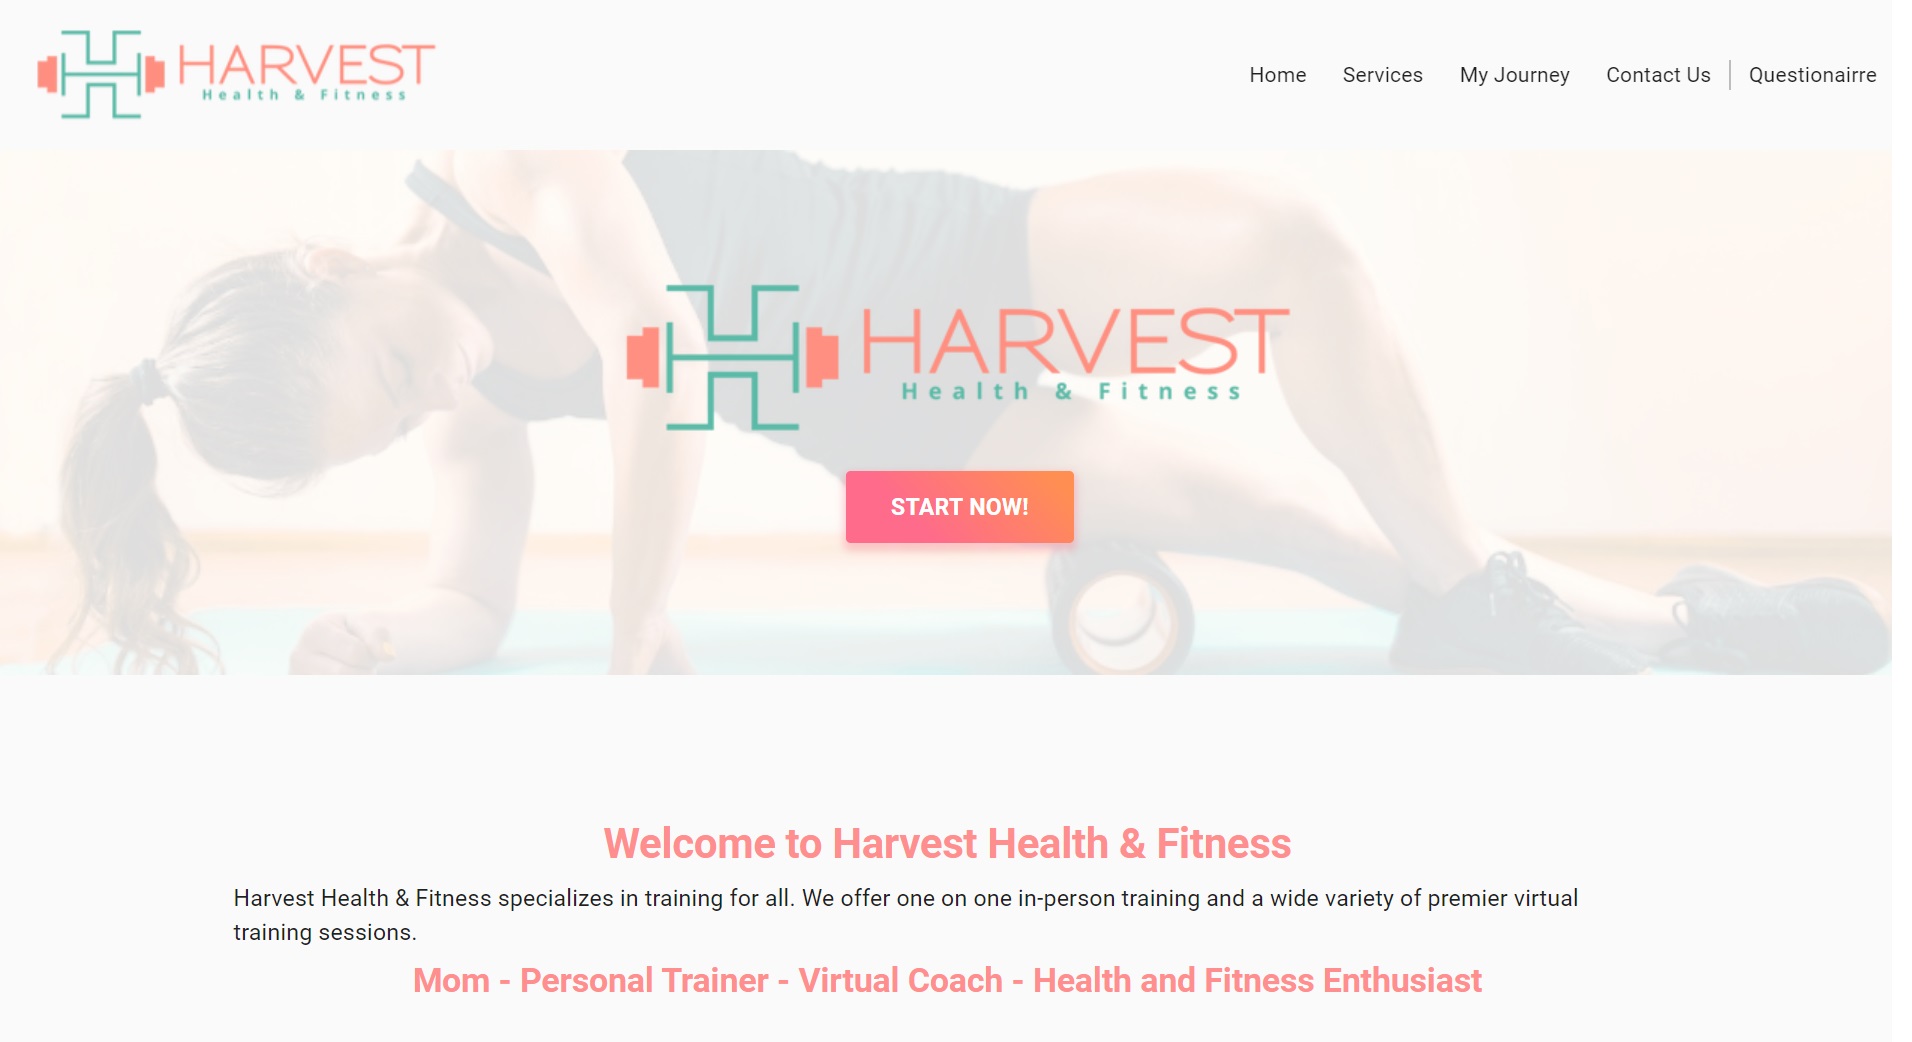 HARVEST
Health & Fitness
Home
Services
My Journey
Contact Us
Questionairre
HARVEST
Health & Fitness
START NOW!
Welcome to Harvest Health & Fitness
Harvest Health & Fitness specializes in training for all. We offer one on one in-person training and a wide variety of premier virtual
training sessions.
Mom - Personal Trainer - Virtual Coach - Health and Fitness Enthusiast